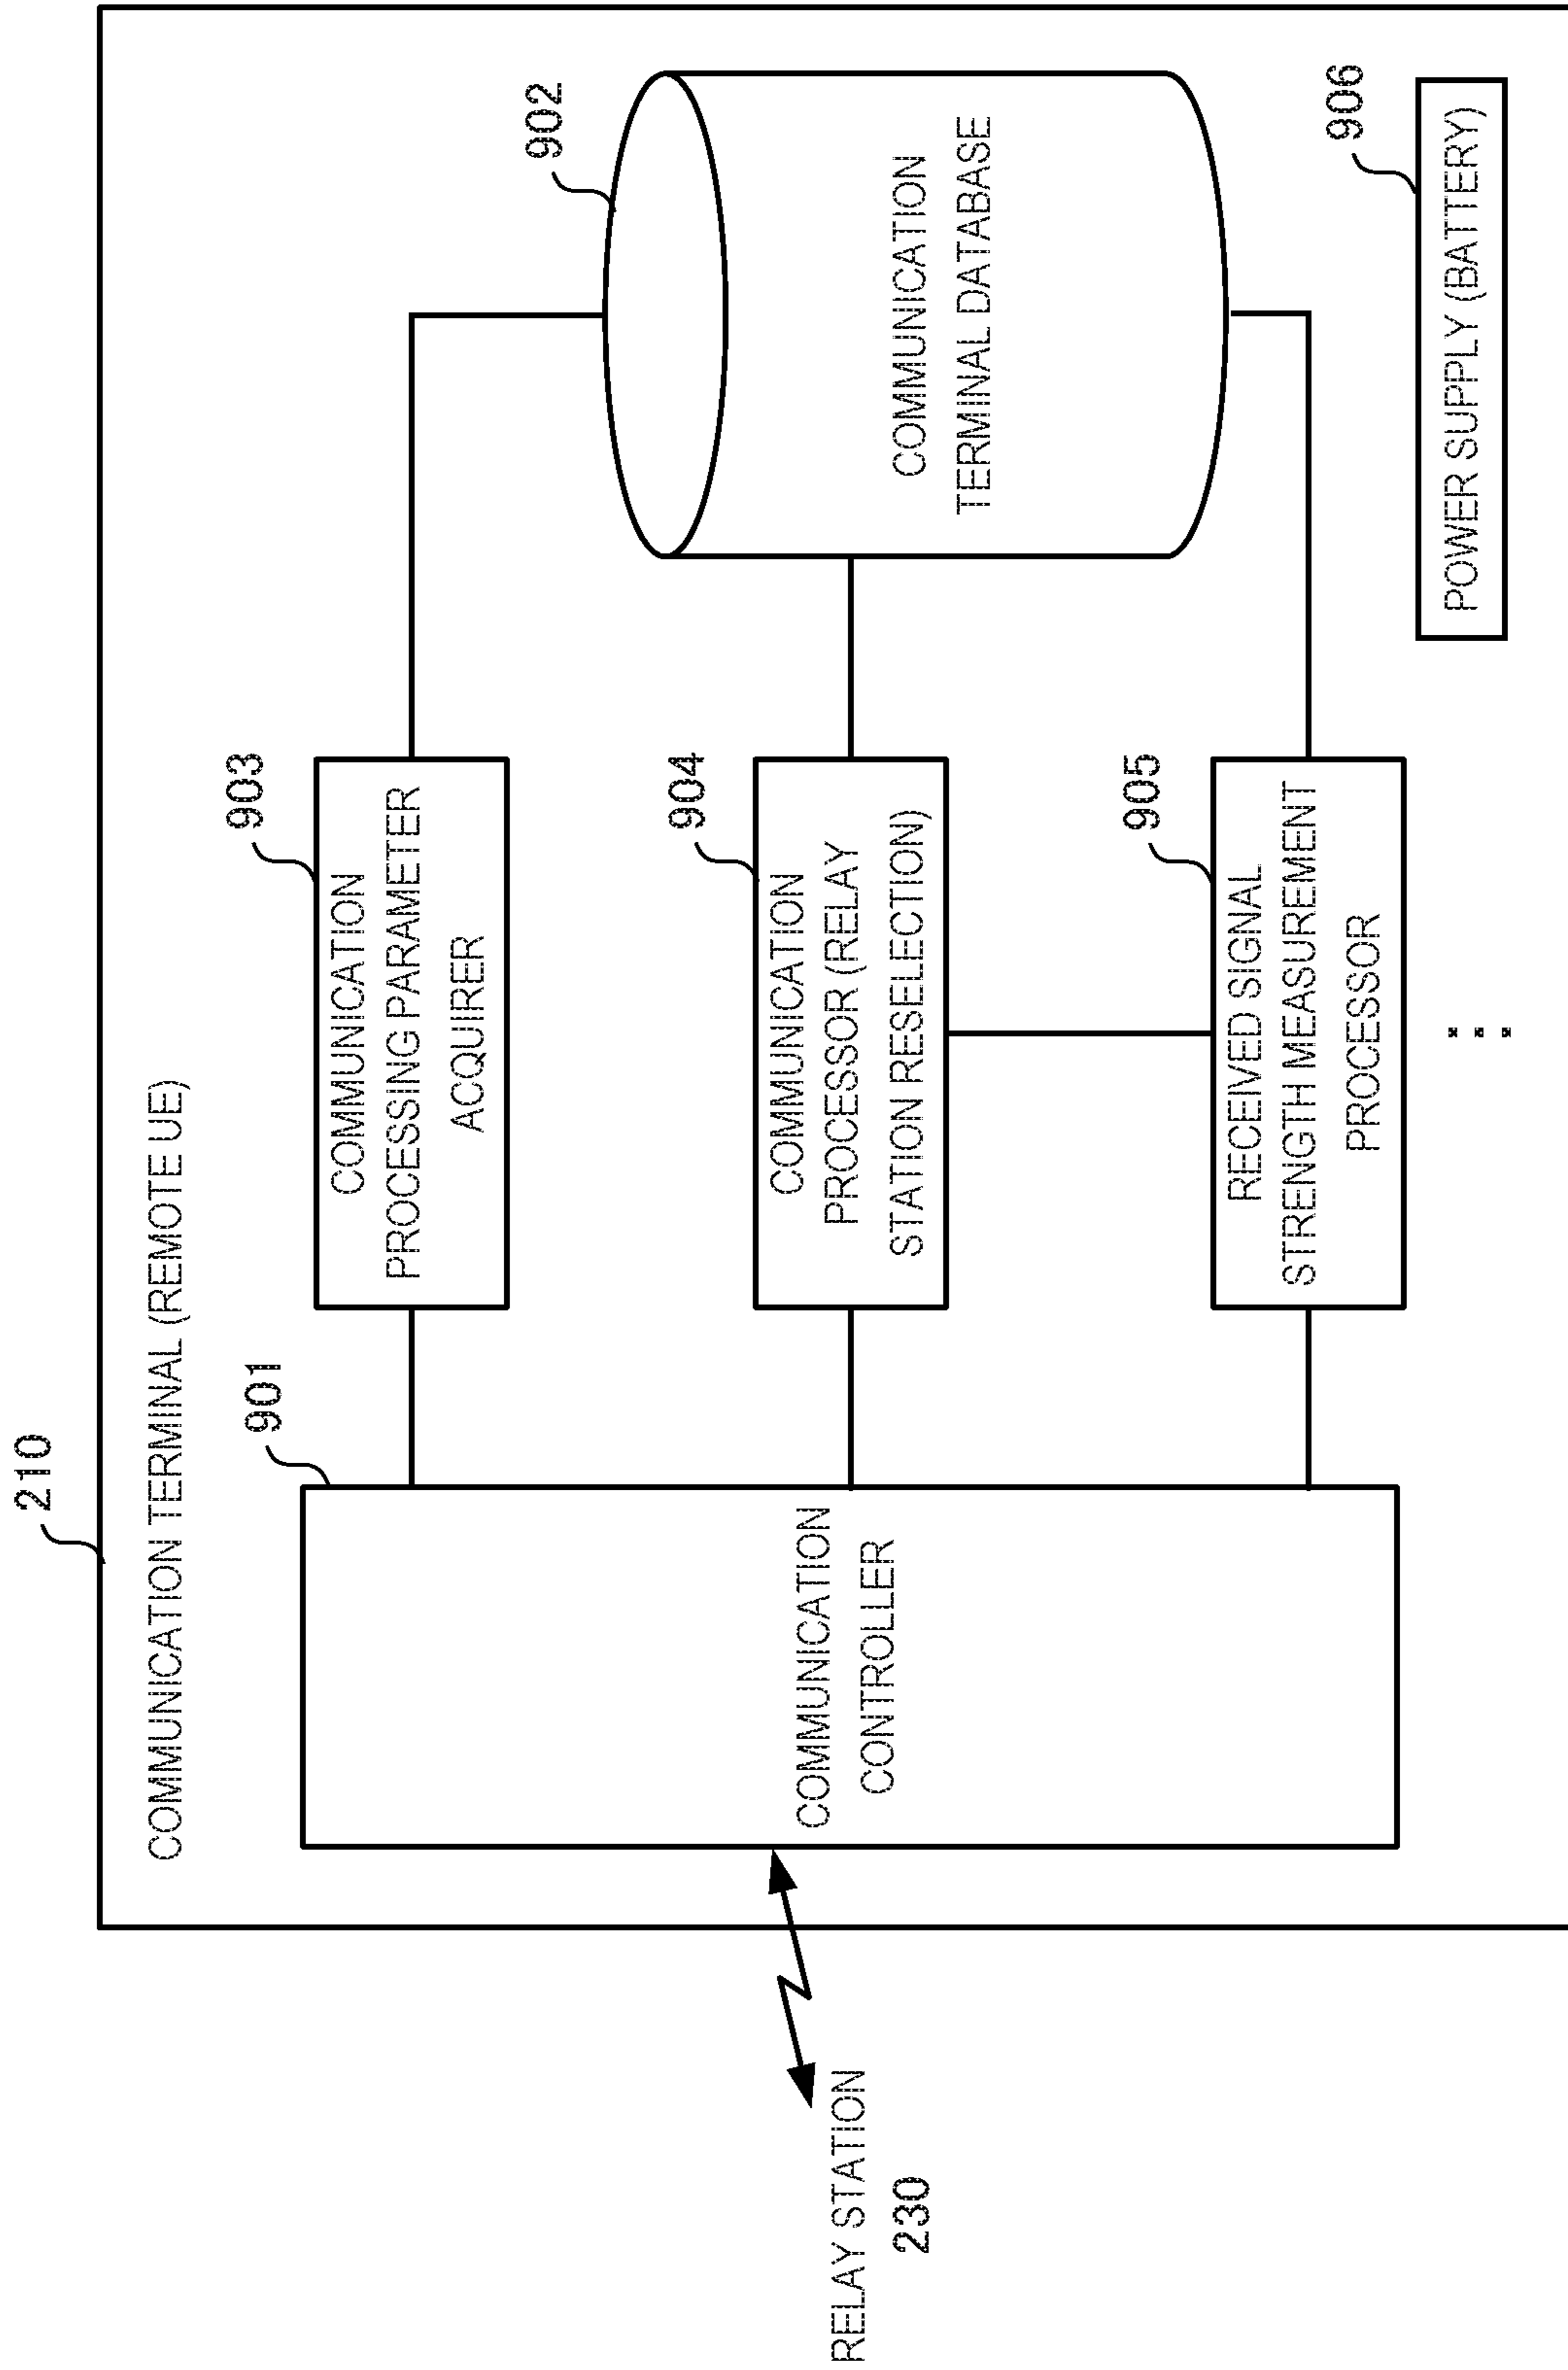 210
COMMUNICATION TERMINAL (REMOTE UE)
901
COMMUNICATION
CONTROLLER
RELAY STATION
230
903
COMMUNICATION
PROCESSING PARAMETER
ACQUIRER
904
COMMUNICATION
PROCESSOR (RELAY
STATION RESELECTION)
905
RECEIVED SIGNAL
STRENGTH MEASUREMENT
PROCESSOR
...
902
COMMUNICATION
TERMINAL DATABASE
906
POWER SUPPLY (BATTERY)